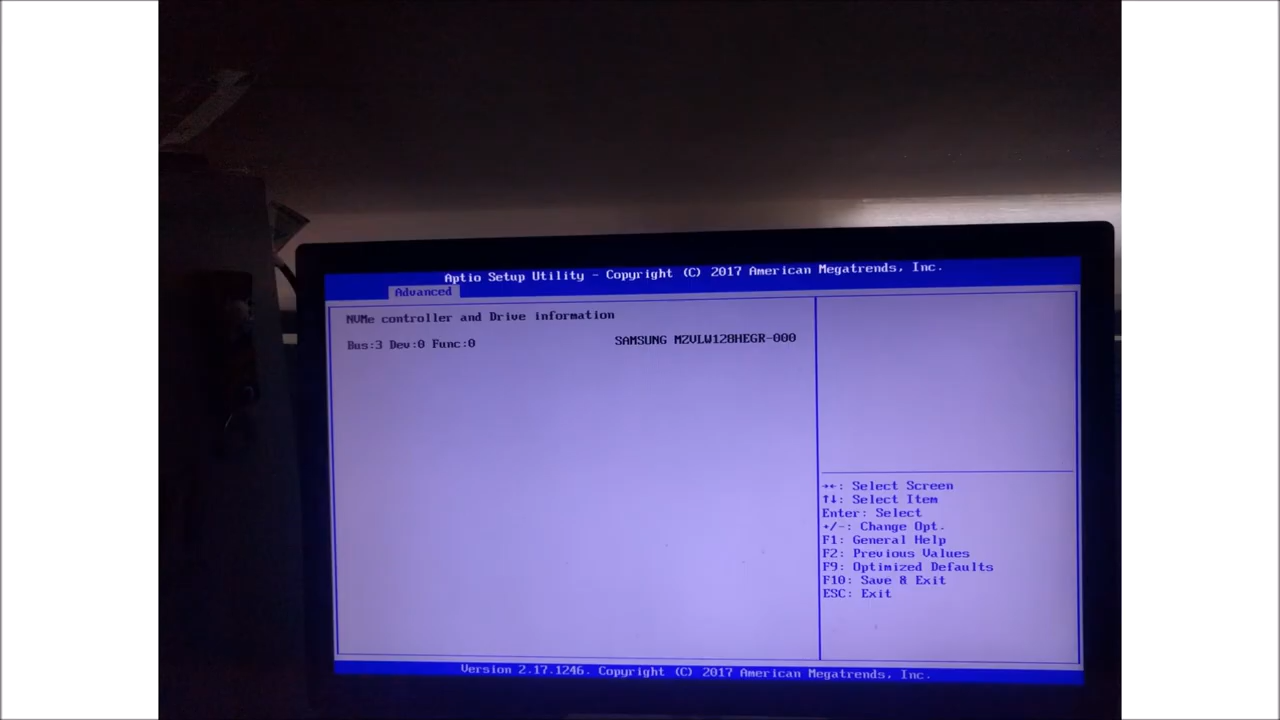 Aptio Setup Utility - Copyright (C) 2017 American Megatrends, Inc.
Advanced
NVMe controller and Drive information
Bus:3 Dev:0 Func:0 SAMSUNG MZVLW128HEGR-000
→←: Select Screen
↑↓: Select Item
Enter: Select
+/-: Change Opt.
F1: General Help
F2: Previous Values
F9: Optimized Defaults
F10: Save & Exit
ESC: Exit
Version 2.17.1246. Copyright (C) 2017 American Megatrends, Inc.